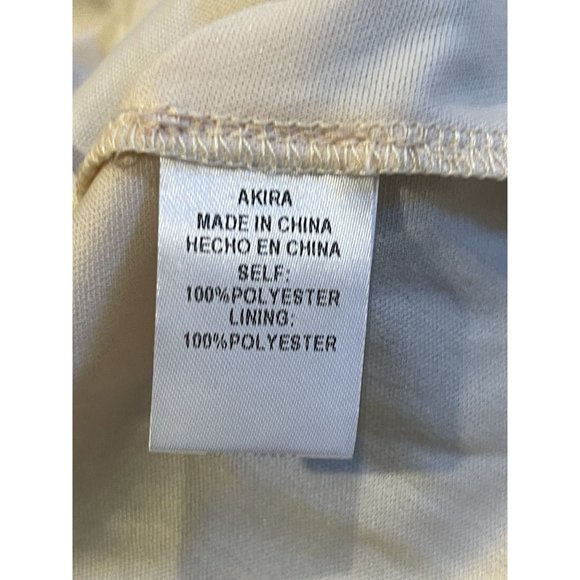 AKIRA
MADE IN CHINA
HECHO EN CHINA
SELF:
100%POLYESTER
LINING:
100%POLYESTER